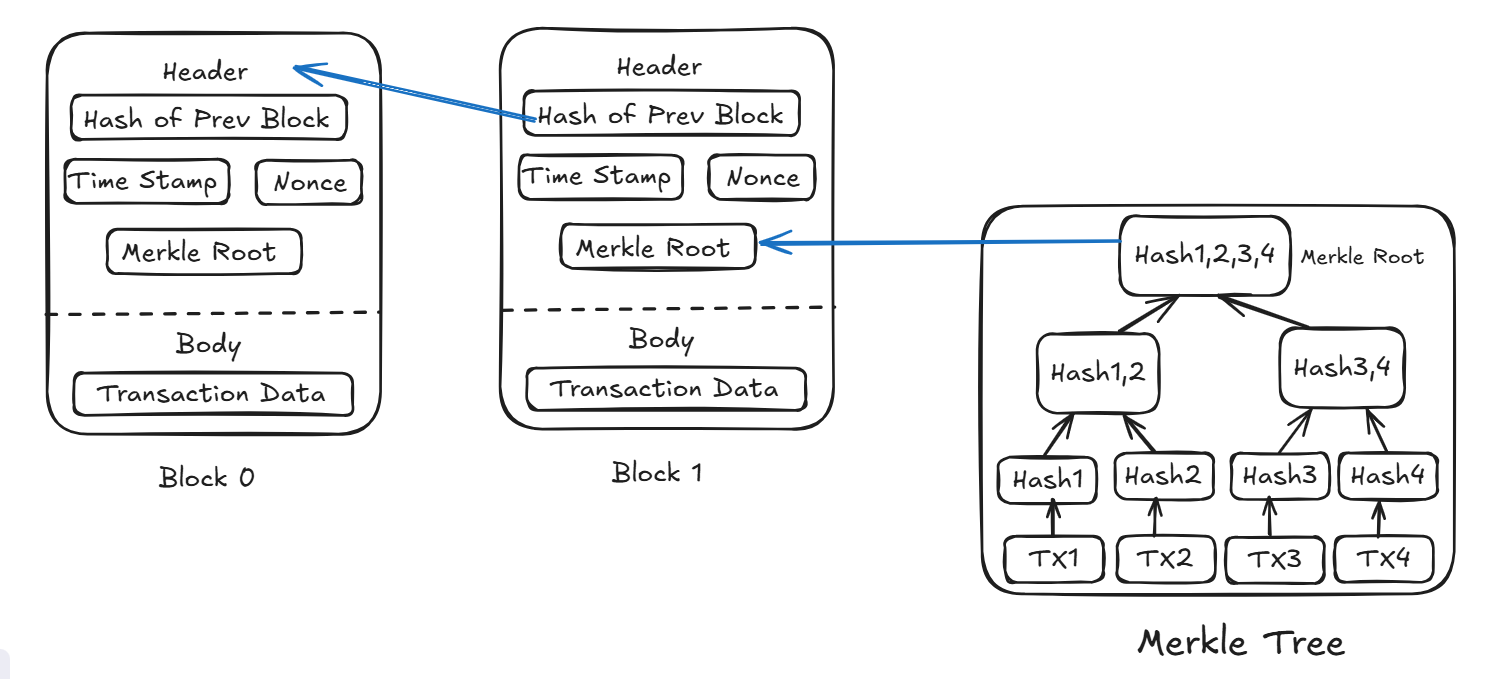 Header
Hash of Prev Block
Time Stamp
Nonce
Merkle Root
Body
Transaction Data
Block 0
Header
Hash of Prev Block
Time Stamp
Nonce
Merkle Root
Body
Transaction Data
Block 1
Hash1,2,3,4
Merkle Root
Hash1,2
Hash3,4
Hash1
Hash2
Hash3
Hash4
TX1
TX2
TX3
TX4
Merkle Tree